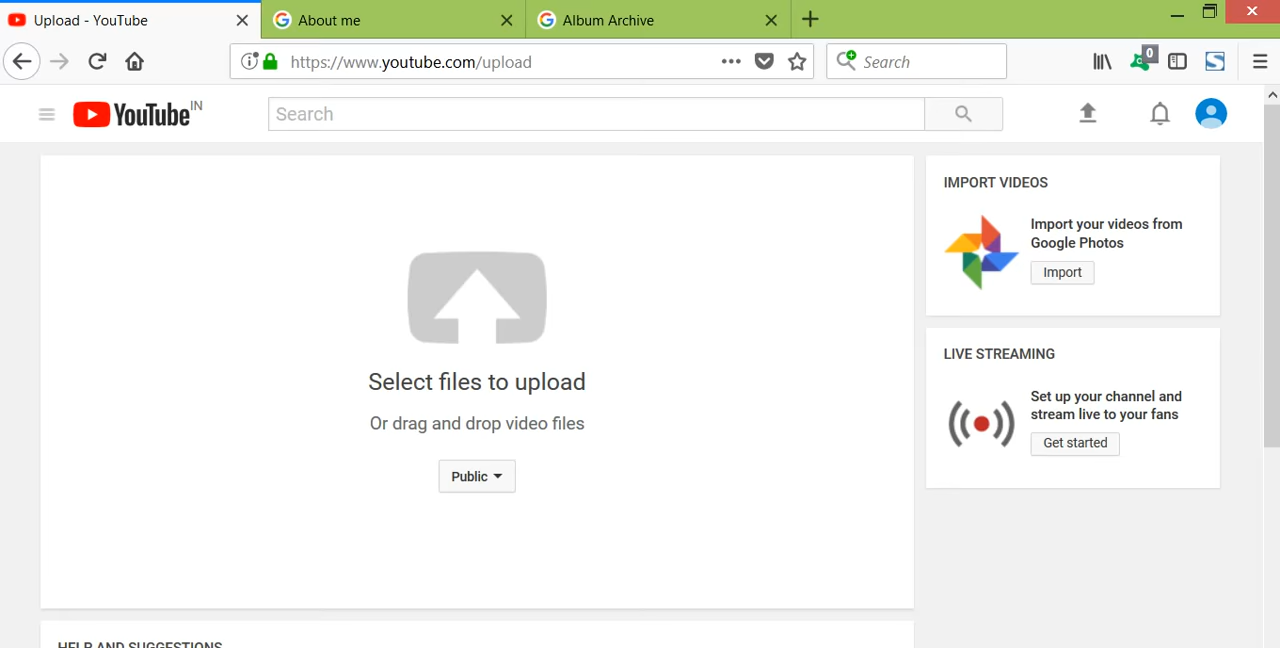 Upload - YouTube
About me
Album Archive
https://www.youtube.com/upload
Search
0
YouTube IN
Search
Select files to upload
Or drag and drop video files
Public
IMPORT VIDEOS
Import your videos from
Google Photos
Import
LIVE STREAMING
Set up your channel and
stream live to your fans
Get started
HELP AND SUGGESTIONS